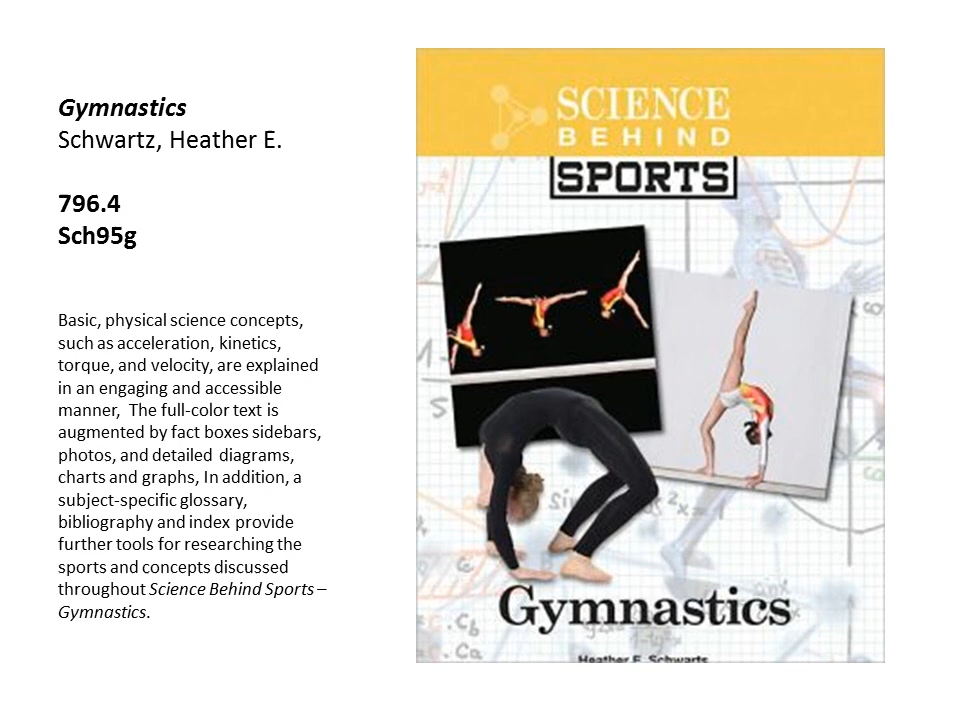 Gymnastics
Schwartz, Heather E.
796.4
Sch95g
Basic, physical science concepts,
such as acceleration, kinetics,
torque, and velocity, are explained
in an engaging and accessible
manner,  The full-color text is
augmented by fact boxes sidebars,
photos, and detailed diagrams,
charts and graphs, In addition, a
subject-specific glossary,
bibliography and index provide
further tools for researching the
sports and concepts discussed
throughout Science Behind Sports –
Gymnastics.
SCIENCE
BEHIND
SPORTS
Gymnastics
Heather E. Schwartz